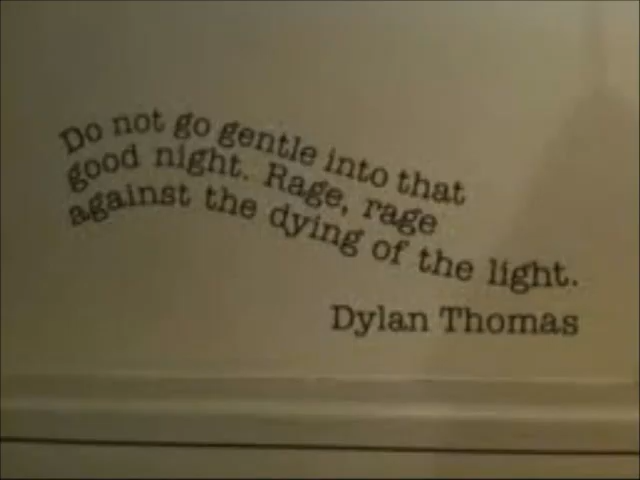 Do not go gentle into that
good night. Rage, rage
against the dying of the light.
Dylan Thomas